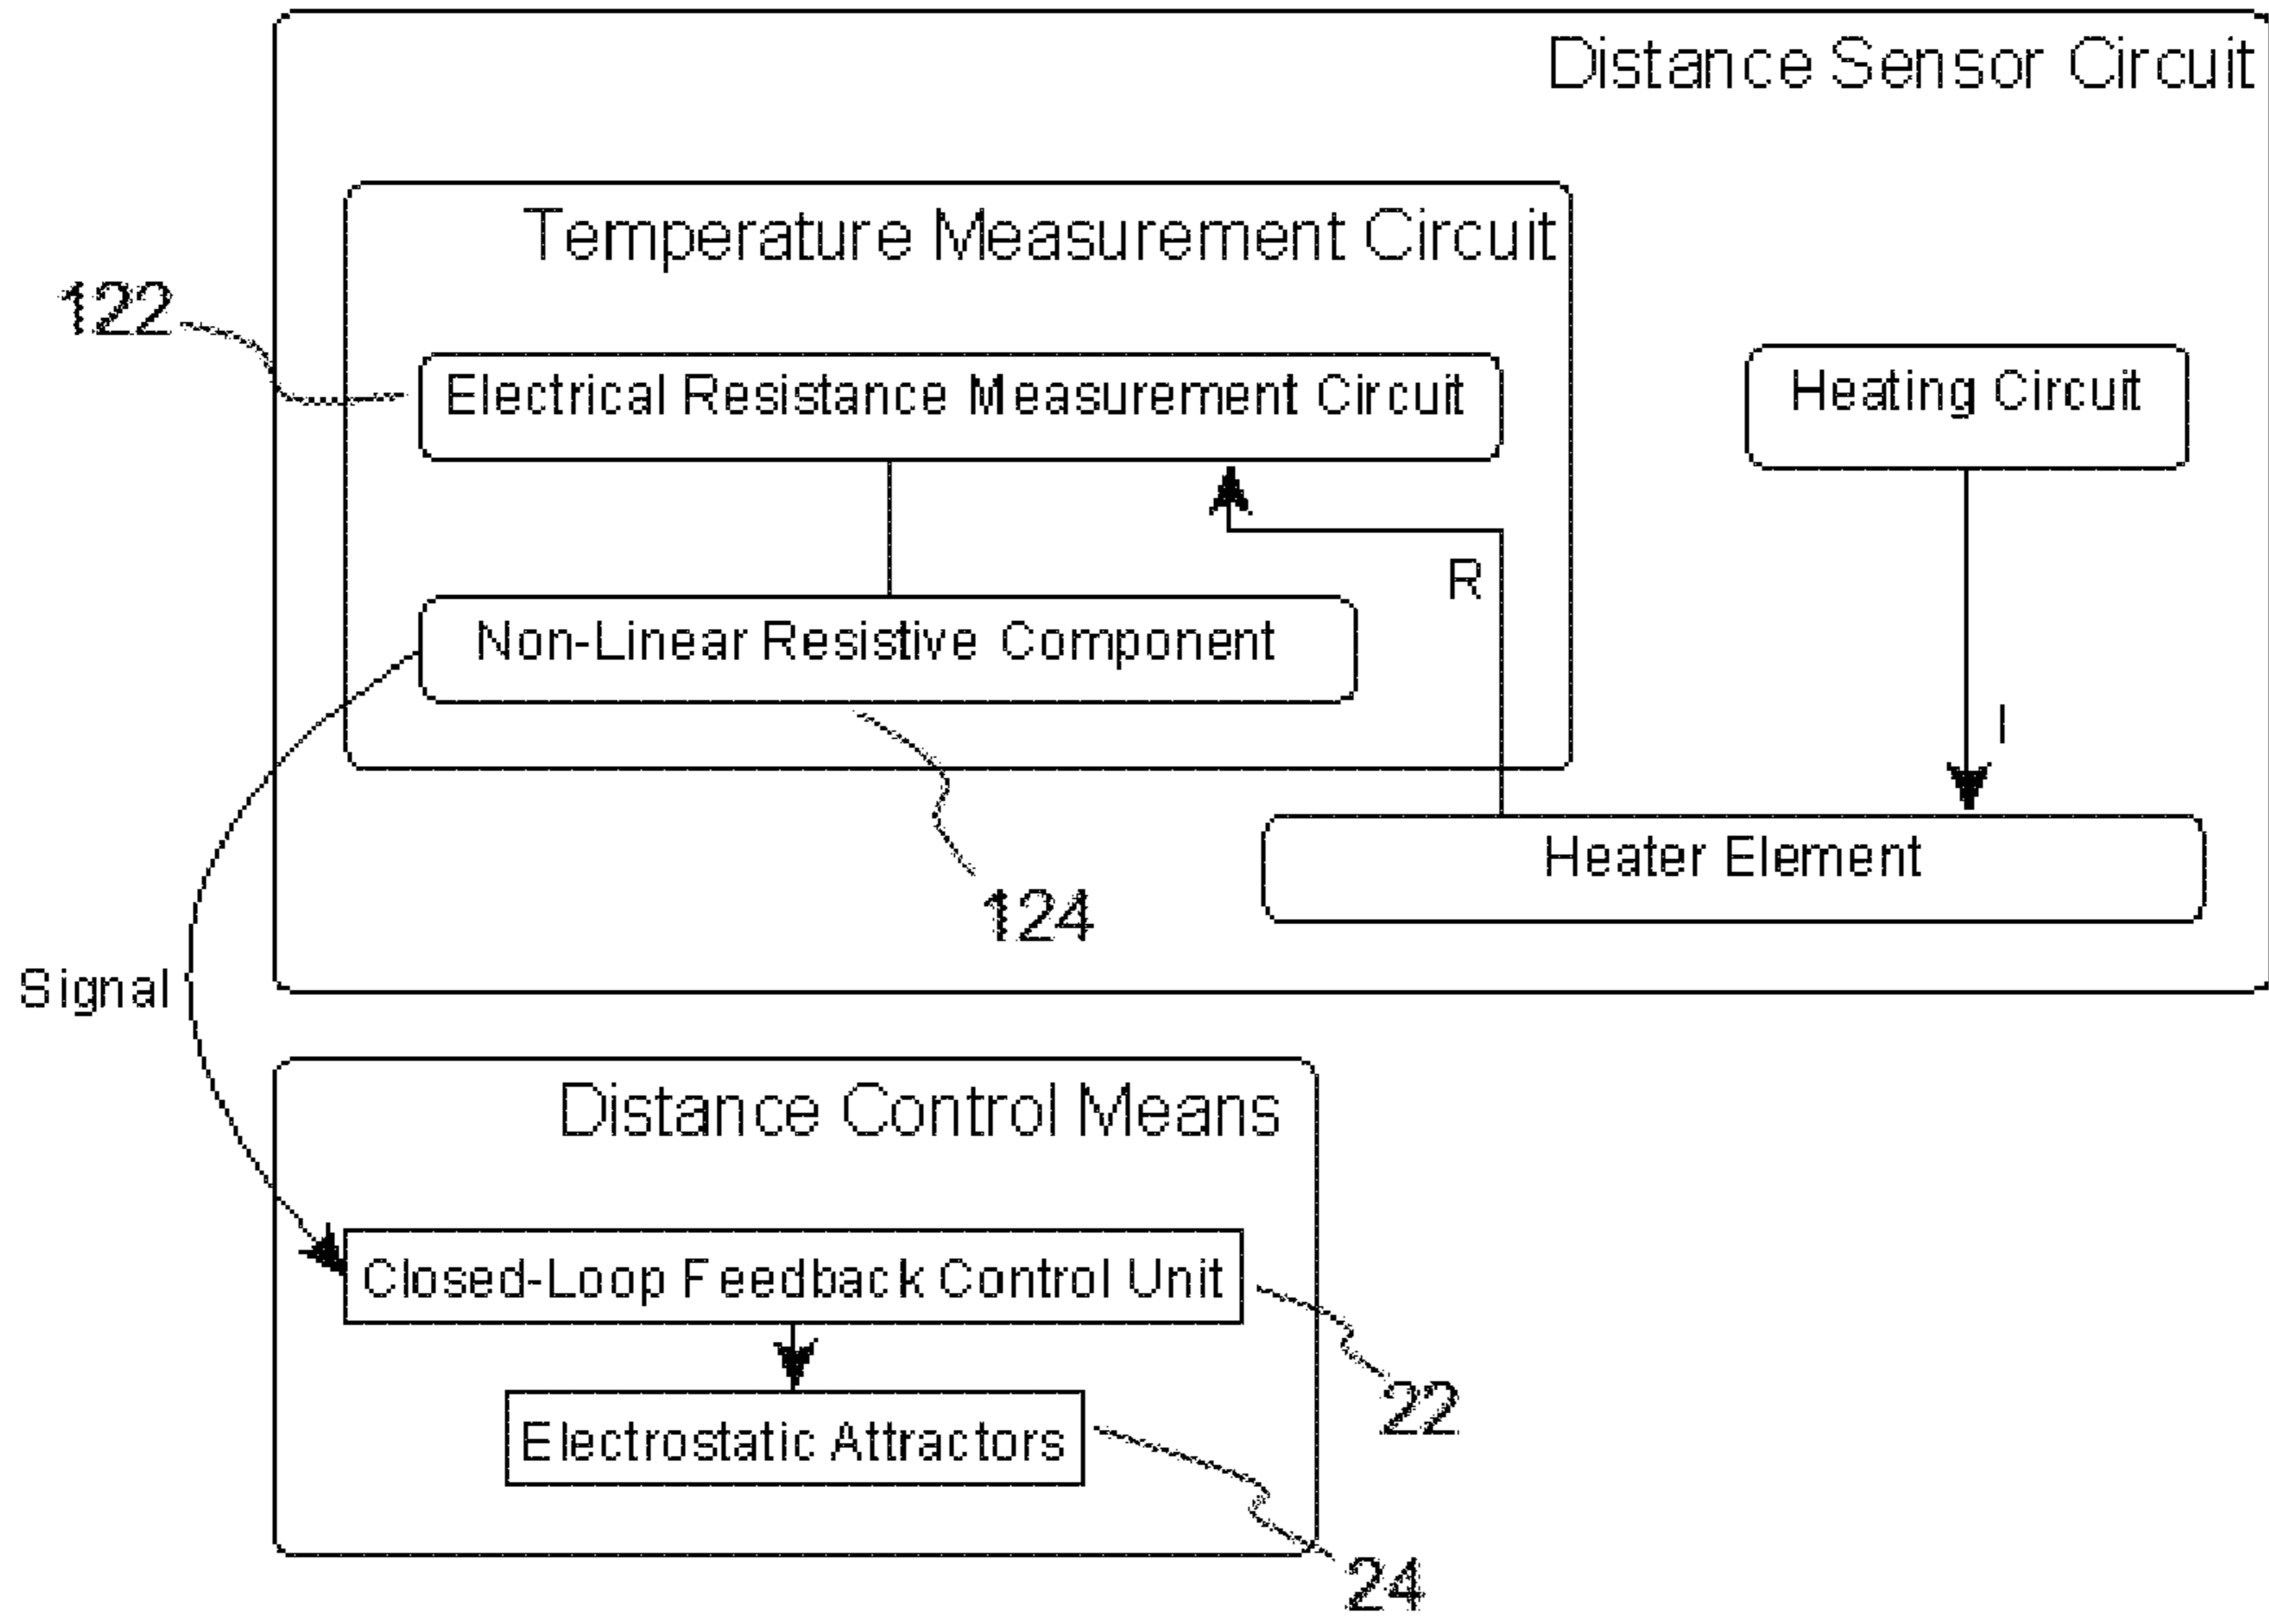 Distance Sensor Circuit
Temperature Measurement Circuit
122
Electrical Resistance Measurement Circuit
Heating Circuit
R
Non-Linear Resistive Component
I
Heater Element
124
Signal
Distance Control Means
Closed-Loop Feedback Control Unit
22
Electrostatic Attractors
24